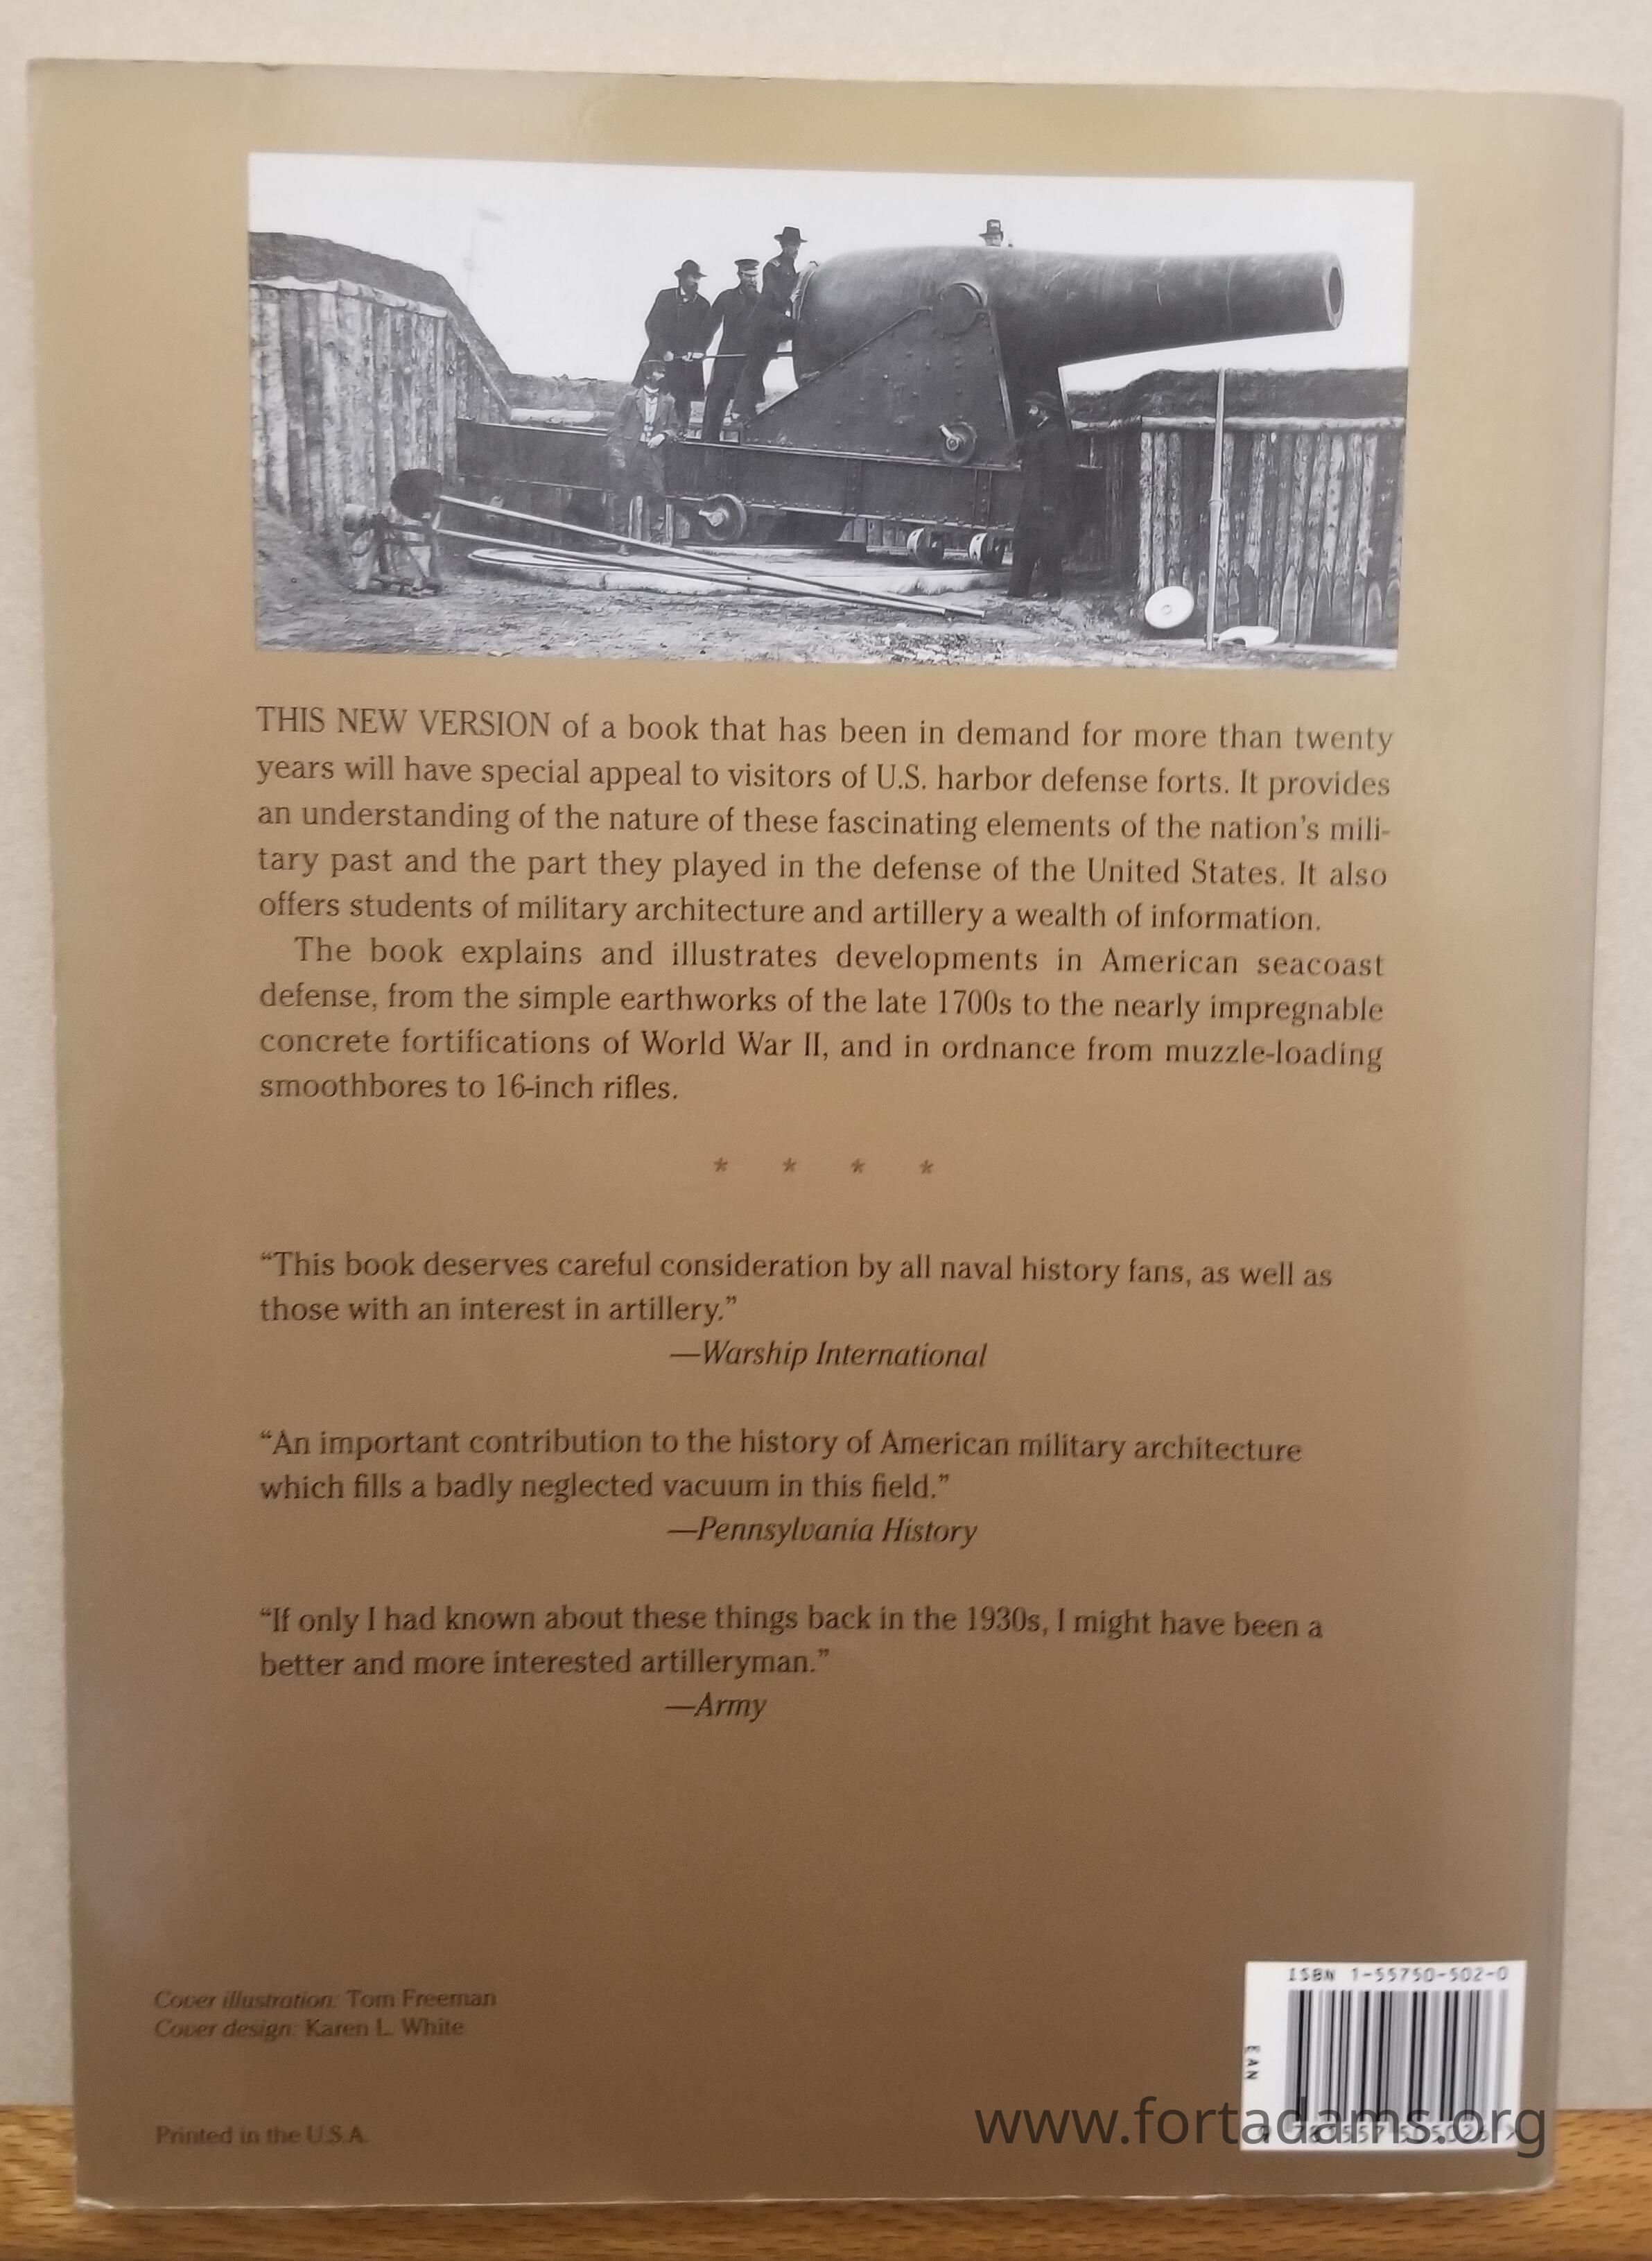 THIS NEW VERSION of a book that has been in demand for more than twenty
years will have special appeal to visitors of U.S. harbor defense forts. It provides
an understanding of the nature of these fascinating elements of the nation's mili-
tary past and the part they played in the defense of the United States. It also
offers students of military architecture and artillery a wealth of information.
The book explains and illustrates developments in American seacoast
defense, from the simple earthworks of the late 1700s to the nearly impregnable
concrete fortifications of World War II, and in ordnance from muzzle-loading
smoothbores to 16-inch rifles.
* * * *
“This book deserves careful consideration by all naval history fans, as well as
those with an interest in artillery.”
—Warship International
“An important contribution to the history of American military architecture
which fills a badly neglected vacuum in this field.”
—Pennsylvania History
“If only I had known about these things back in the 1930s, I might have been a
better and more interested artilleryman.”
—Army
Cover illustration: Tom Freeman
Cover design: Karen L. White
Printed in the U.S.A.
ISBN 1-55750-502-0
EAN
www.fortadams.org